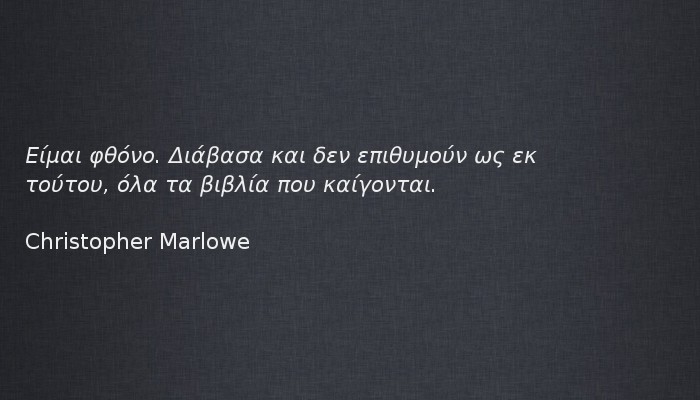 Είμαι φθόνο. Διάβασα και δεν επιθυμούν ως εκ
τούτου, όλα τα βιβλία που καίγονται.
Christopher Marlowe